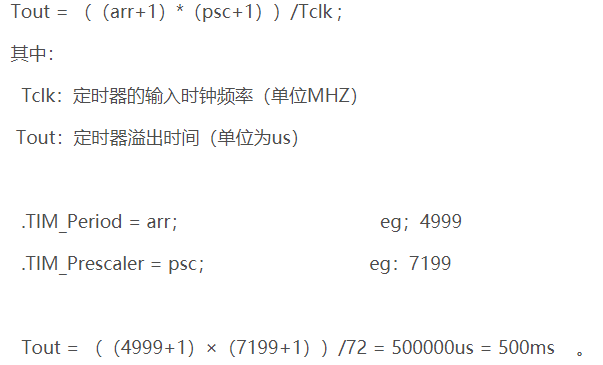 Tout = （（arr+1）*（psc+1））/Tclk ;
其中：
Tclk：定时器的输入时钟频率（单位MHZ）
Tout：定时器溢出时间（单位为us）
.TIM_Period = arr； eg；4999
.TIM_Prescaler = psc； eg：7199
Tout = （（4999+1）×（7199+1））/72 = 500000us = 500ms 。